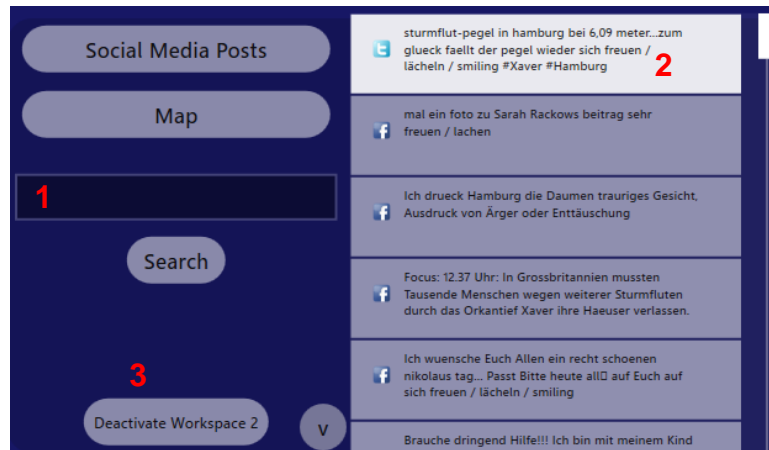 Social Media Posts
Map
1
Search
3
Deactivate Workspace 2
v
sturmflut-pegel in hamburg bei 6,09 meter...zum
glueck faellt der pegel wieder sich freuen /
lächeln / smiling #Xaver #Hamburg
2
mal ein foto zu Sarah Rackows beitrag sehr
freuen / lachen
Ich drueck Hamburg die Daumen trauriges Gesicht,
Ausdruck von Ärger oder Enttäuschung
Focus: 12.37 Uhr: In Grossbritannien mussten
Tausende Menschen wegen weiterer Sturmfluten
durch das Orkantief Xaver ihre Haeuser verlassen.
Ich wuensche Euch Allen ein recht schoenen
nikolaus tag... Passt Bitte heute all▯ auf Euch auf
sich freuen / lächeln / smiling
Brauche dringend Hilfe!!! Ich bin mit meinem Kind